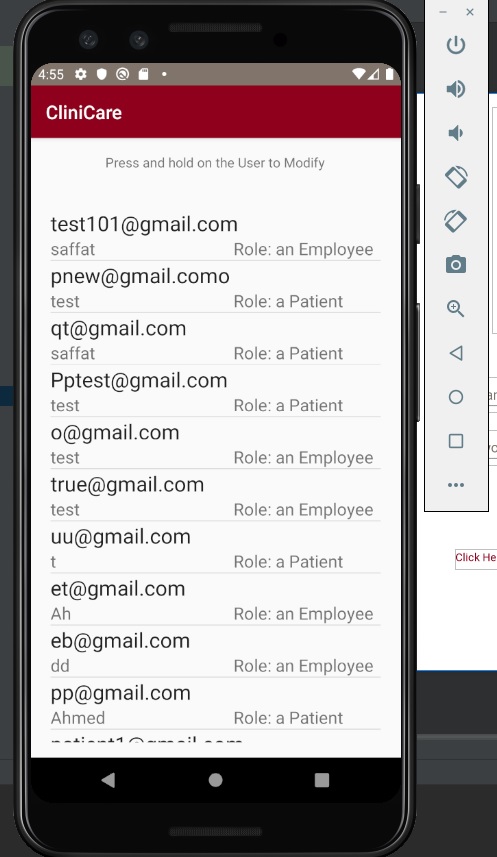 4:55
CliniCare
Press and hold on the User to Modify
test101@gmail.com
saffat Role: an Employee
pnew@gmail.como
test Role: a Patient
qt@gmail.com
saffat Role: a Patient
Pptest@gmail.com
test Role: a Patient
o@gmail.com
test Role: an Employee
true@gmail.com
test Role: an Employee
uu@gmail.com
t Role: a Patient
et@gmail.com
Ah Role: an Employee
eb@gmail.com
dd Role: an Employee
pp@gmail.com
Ahmed Role: a Patient
patient1@gmail.com
Click He